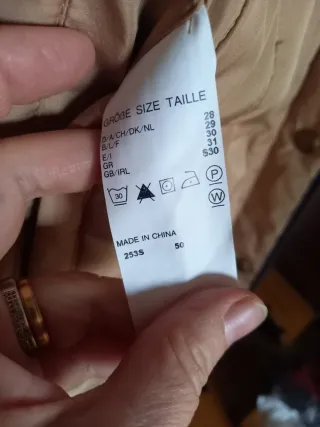 GRÖßE SIZE TAILLE
D/A/CH/DK/NL 28
B/L/F 29
E/I 30
GR 31
GB/IRL S30
30 P
W
MADE IN CHINA
253S 50